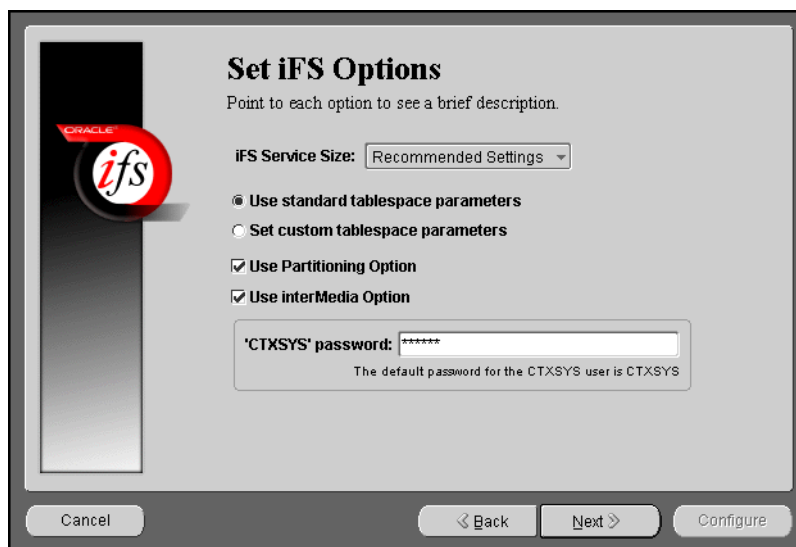 Set iFS Options
Point to each option to see a brief description.
ORACLE
ifs
iFS Service Size: Recommended Settings
Use standard tablespace parameters
Set custom tablespace parameters
Use Partitioning Option
Use interMedia Option
'CTXSYS' password: ******
The default password for the CTXSYS user is CTXSYS
Cancel Back Next Configure